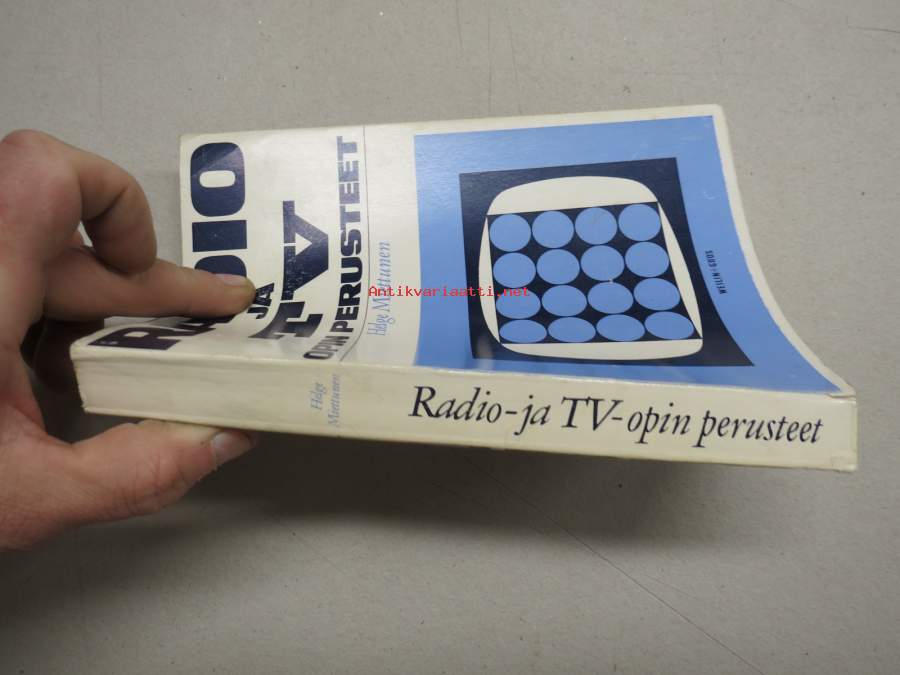 RADIO
JA
TV
OPIN PERUSTEET
Helge Miettunen
WEILIN+GÖÖS
Antikvariaatti.net
Helge
Miettunen
Radio- ja TV-opin perusteet